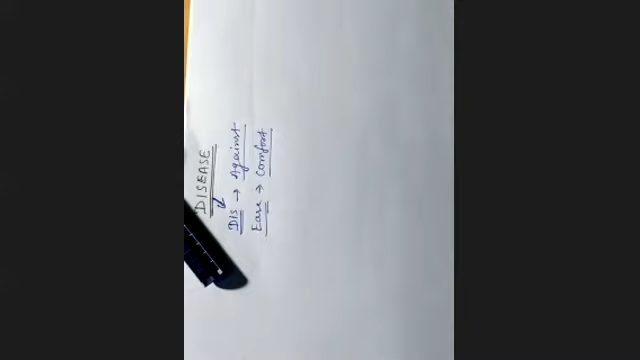 DISEASE
DIS → Against
Ease → Comfort